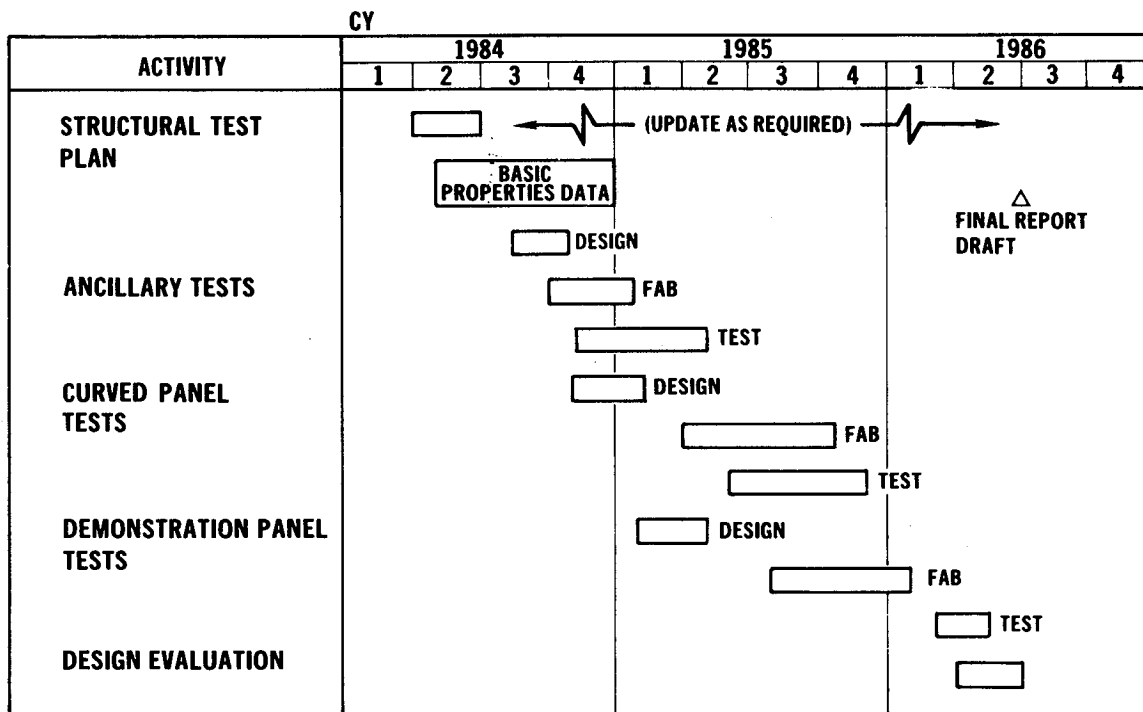 CY
1984 1985 1986
ACTIVITY
1 2 3 4 1 2 3 4 1 2 3 4
STRUCTURAL TEST
PLAN
(UPDATE AS REQUIRED)
BASIC
PROPERTIES DATA
FINAL REPORT
DRAFT
DESIGN
ANCILLARY TESTS
FAB
TEST
CURVED PANEL
TESTS
DESIGN
FAB
TEST
DEMONSTRATION PANEL
TESTS
DESIGN
FAB
TEST
DESIGN EVALUATION